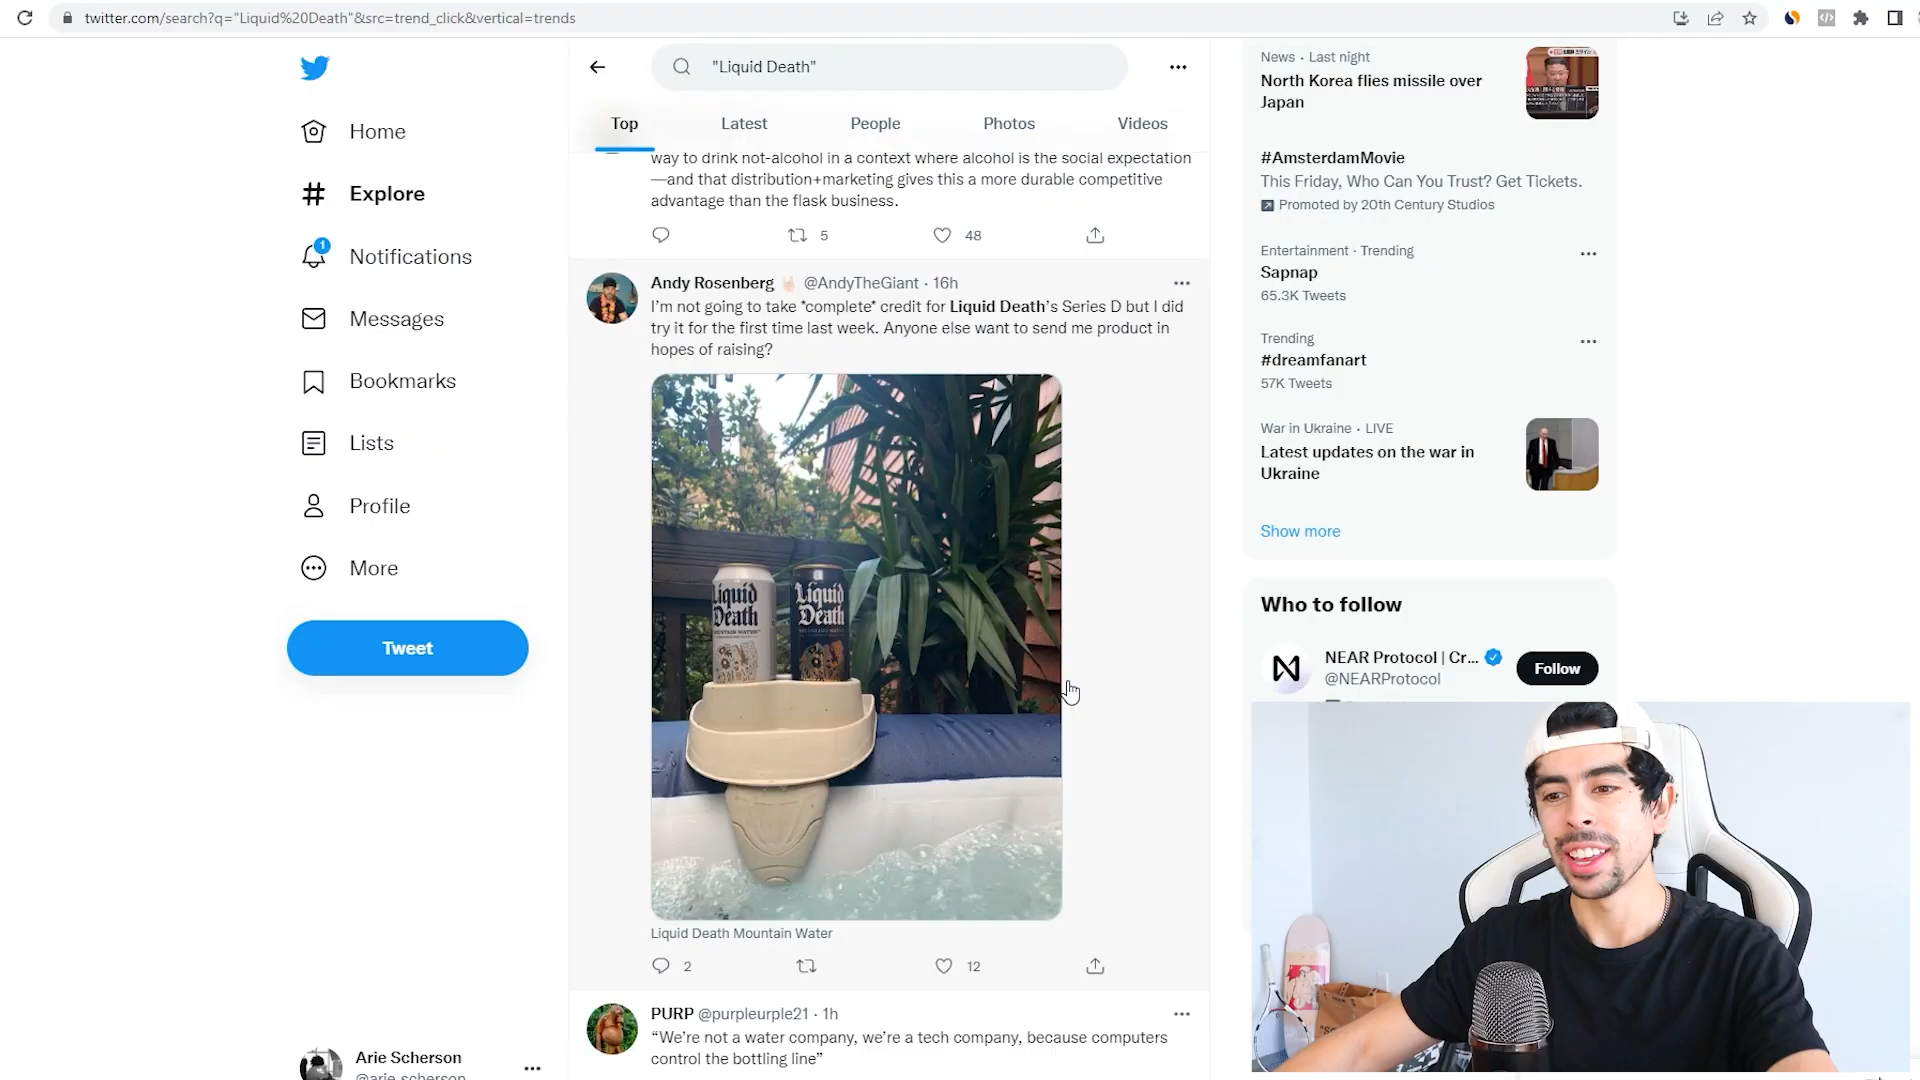 twitter.com/search?q="Liquid%20Death"&src=trend_click&vertical=trends
"Liquid Death"
Top Latest People Photos Videos
Home
Explore
1
Notifications
Messages
Bookmarks
Lists
Profile
More
Tweet
Arie Scherson
@arie_scherson
way to drink not-alcohol in a context where alcohol is the social expectation
—and that distribution+marketing gives this a more durable competitive
advantage than the flask business.
5 48
Andy Rosenberg @AndyTheGiant · 16h
I'm not going to take *complete* credit for Liquid Death's Series D but I did
try it for the first time last week. Anyone else want to send me product in
hopes of raising?
Liquid
Death
MOUNTAIN WATER
Liquid
Death
Liquid Death Mountain Water
2 12
PURP @purpleurple21 · 1h
“We're not a water company, we're a tech company, because computers
control the bottling line”
News · Last night
North Korea flies missile over
Japan
#AmsterdamMovie
This Friday, Who Can You Trust? Get Tickets.
Promoted by 20th Century Studios
Entertainment · Trending
Sapnap
65.3K Tweets
Trending
#dreamfanart
57K Tweets
War in Ukraine · LIVE
Latest updates on the war in
Ukraine
Show more
Who to follow
NEAR Protocol | Cr...
@NEARProtocol
Follow